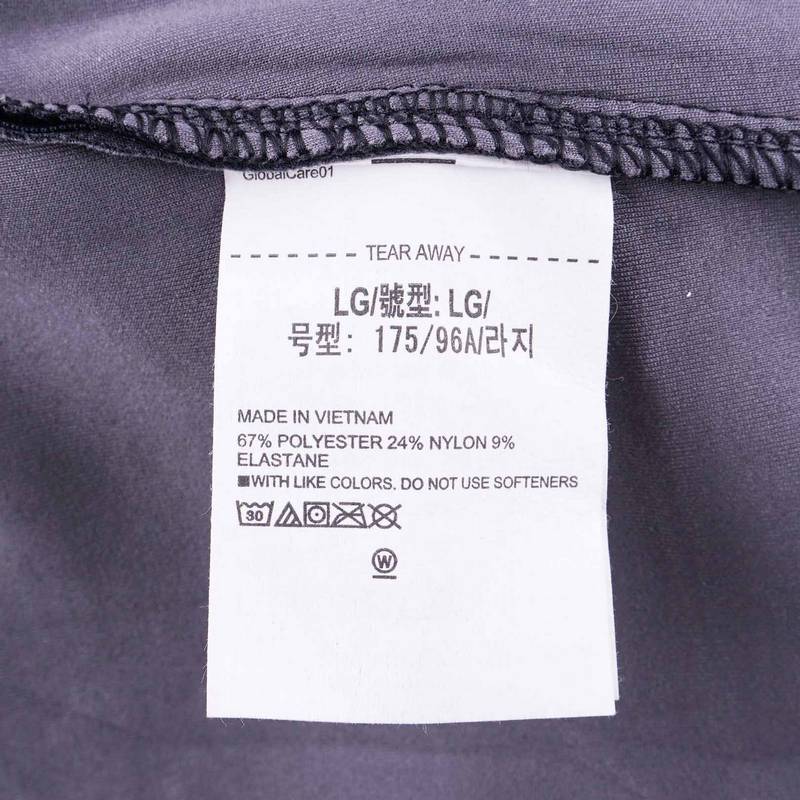 GlobalCare01
TEAR AWAY
LG/號型: LG/
号型: 175/96A/라지
MADE IN VIETNAM
67% POLYESTER 24% NYLON 9%
ELASTANE
■WITH LIKE COLORS. DO NOT USE SOFTENERS
30
W